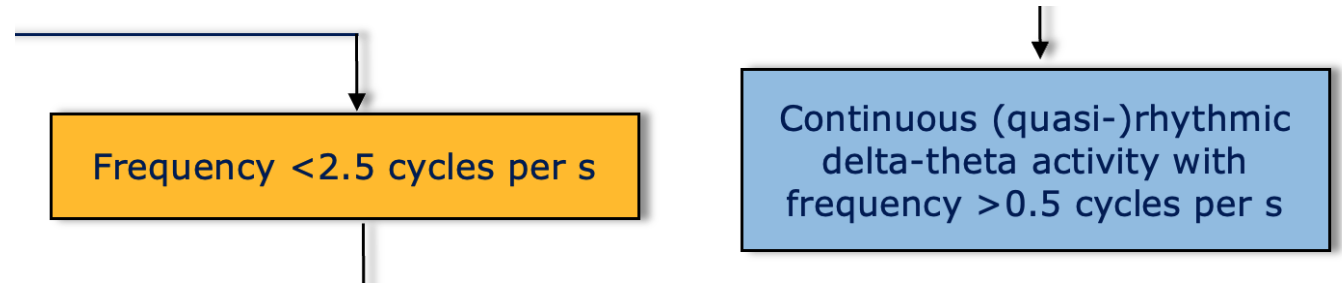 Frequency <2.5 cycles per s
Continuous (quasi-)rhythmic
delta-theta activity with
frequency >0.5 cycles per s